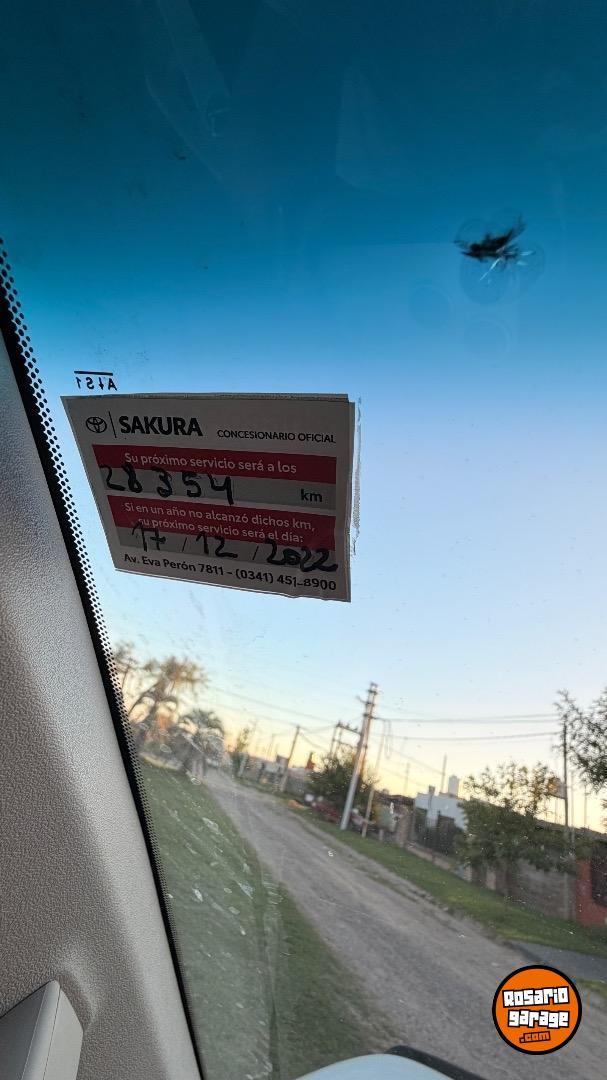 SAKURA CONCESIONARIO OFICIAL
Su próximo servicio será a los
28354 km
Si en un año no alcanzó dichos km,
su próximo servicio será el día:
17 / 12 / 2022
Av. Eva Perón 7811 - (0341) 451-8900
Rosario
garage
.com